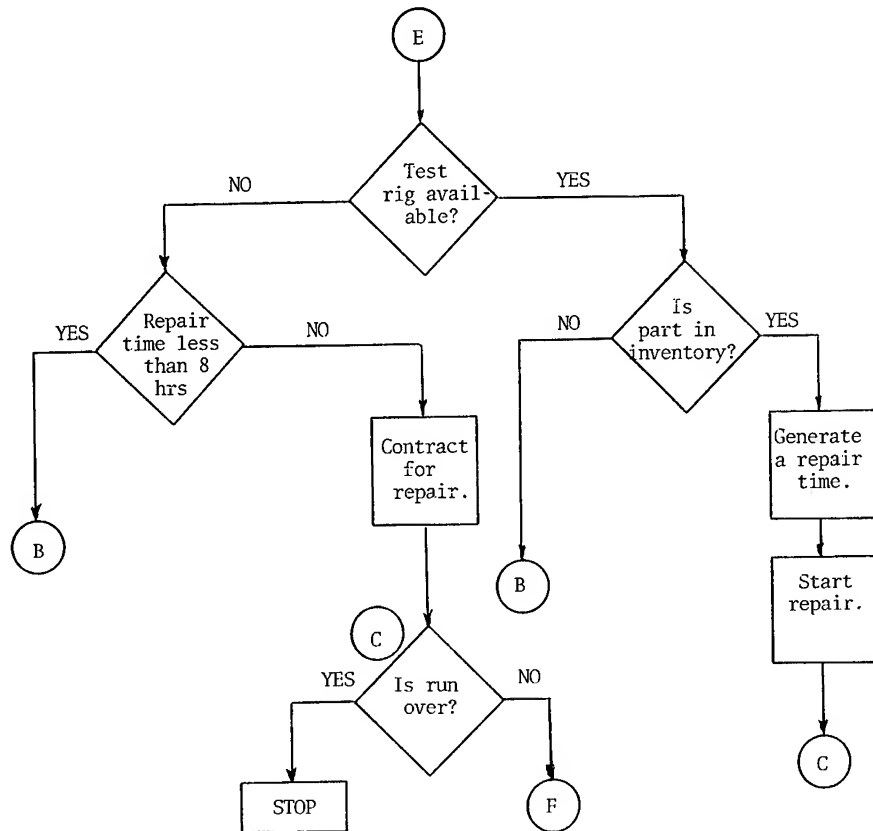 E
Test
rig avail-
able?
NO
YES
Repair
time less
than 8
hrs
YES
NO
Is
part in
inventory?
NO
YES
Contract
for
repair.
Generate
a repair
time.
B
B
Start
repair.
C
Is run
over?
YES
NO
C
STOP
F